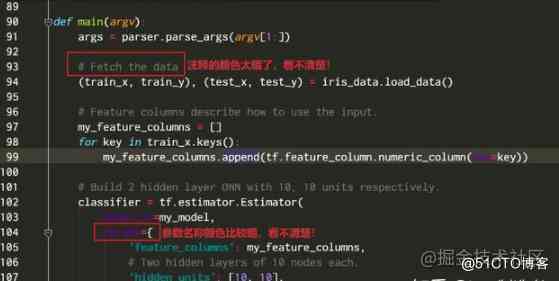 89
90 def main(argv):
91 args = parser.parse_args(argv[1:])
92
93 # Fetch the data 注释的颜色太暗了，看不清楚！
94 (train_x, train_y), (test_x, test_y) = iris_data.load_data()
95
96 # Feature columns describe how to use the input.
97 my_feature_columns = []
98 for key in train_x.keys():
99 my_feature_columns.append(tf.feature_column.numeric_column(key=key))
100
101 # Build 2 hidden layer DNN with 10, 10 units respectively.
102 classifier = tf.estimator.Estimator(
103 =my_model,
104 ={ 参数名称颜色比较暗，看不清楚！
105 'feature_columns': my_feature_columns,
106 # Two hidden layers of 10 nodes each.
107 'hidden_units': [10, 10],
@掘金技术社区
@51CTO博客